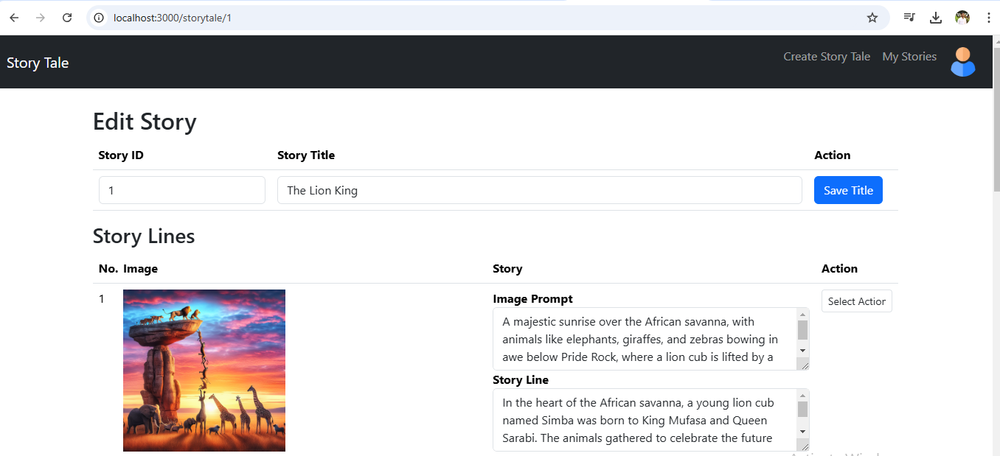 localhost:3000/storytale/1
Story Tale
Create Story Tale My Stories
Edit Story
Story ID Story Title Action
1 The Lion King Save Title
Story Lines
No. Image Story Action
1 Image Prompt Select Action
A majestic sunrise over the African savanna, with
animals like elephants, giraffes, and zebras bowing in
awe below Pride Rock, where a lion cub is lifted by a
Story Line
In the heart of the African savanna, a young lion cub
named Simba was born to King Mufasa and Queen
Sarabi. The animals gathered to celebrate the future